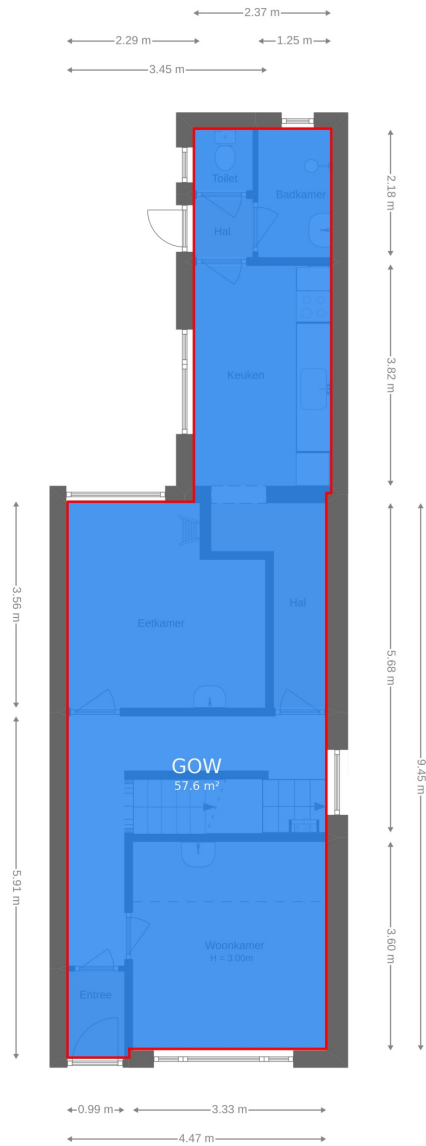 2.37 m
2.29 m
1.25 m
3.45 m
Toilet
Badkamer
2.18 m
Hal
Keuken
3.82 m
3.56 m
Eetkamer
Hal
5.68 m
GOW
57.6 m²
9.45 m
5.91 m
Woonkamer
H = 3.00m
3.60 m
Entree
0.99 m
3.33 m
4.47 m